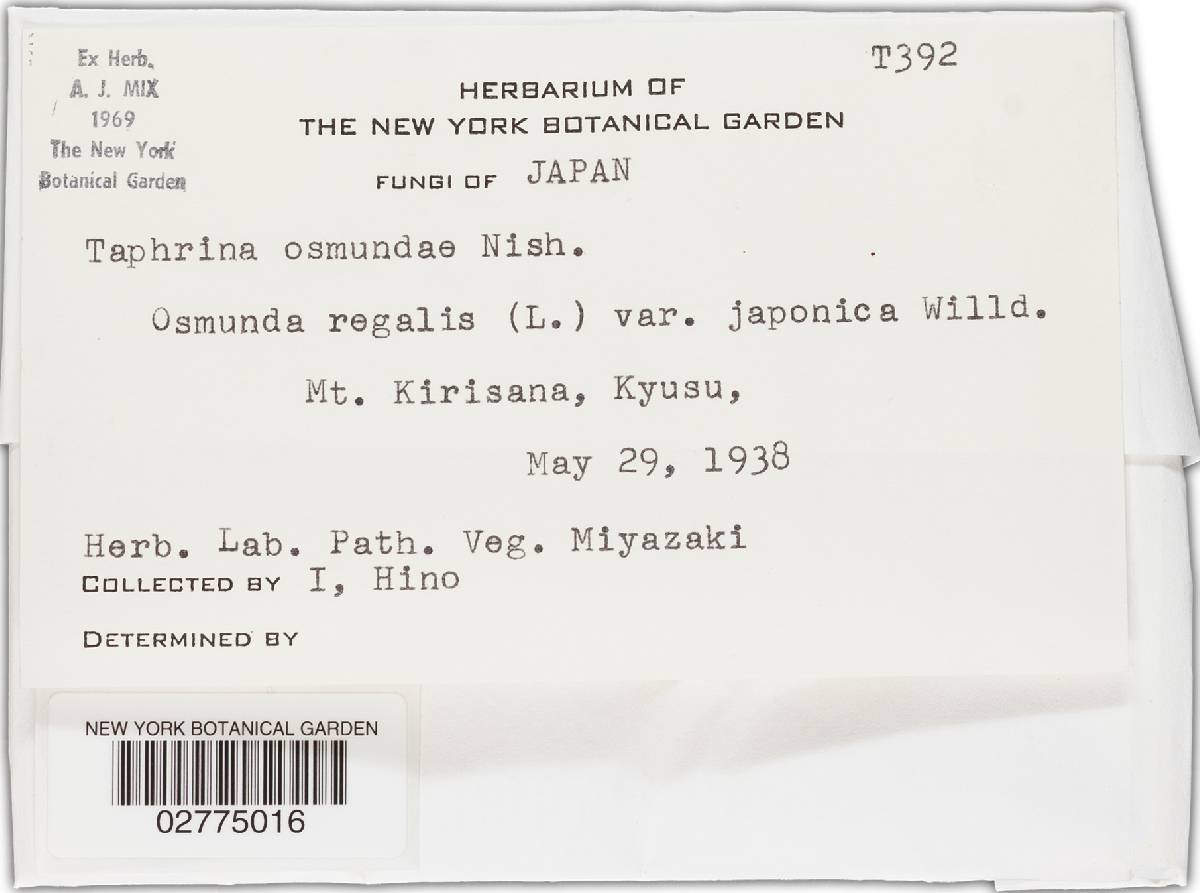 Ex Herb.
A. J. MIX
1969
The New York
Botanical Garden
T392
HERBARIUM OF
THE NEW YORK BOTANICAL GARDEN
FUNGI OF JAPAN
Taphrina osmundae Nish.
Osmunda regalis (L.) var. japonica Willd.
Mt. Kirisana, Kyusu,
May 29, 1938
Herb. Lab. Path. Veg. Miyazaki
COLLECTED BY I, Hino
DETERMINED BY
NEW YORK BOTANICAL GARDEN
02775016